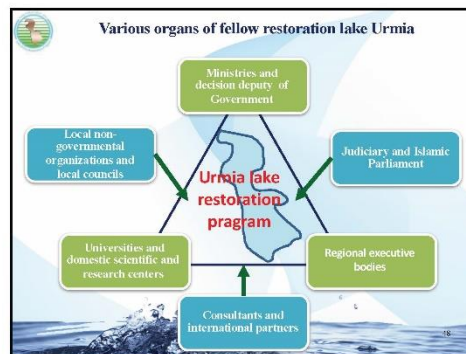 Various organs of fellow restoration lake Urmia
Ministries and
decision deputy of
Government
Local non-
governmental
organizations and
local councils
Judiciary and Islamic
Parliament
Urmia lake
restoration
pragram
Universities and
domestic scientific and
research centers
Regional executive
bodies
Consultants and
international partners
18